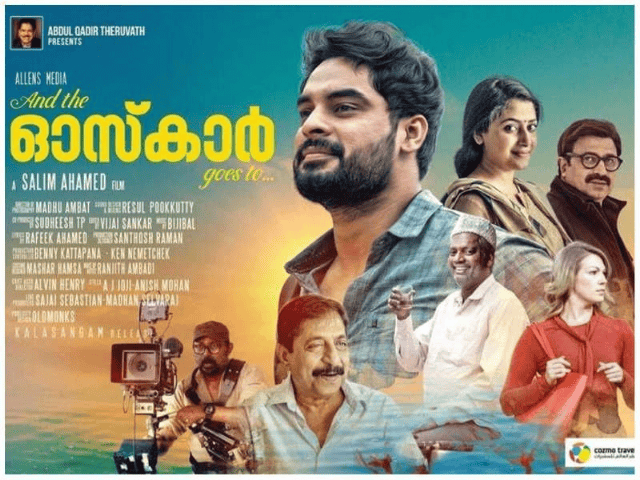 ABDUL QADIR THERUVATH
PRESENTS
ALLENS MEDIA
And the
ഓസ്കാർ
goes to...
A SALIM AHAMED FILM
MADHU AMBAT RESUL POOKKUTTY
SUDHEESH TP VIJAI SANKAR BIJIBAL
RAFEEK AHAMED SANTHOSH RAMAN
BENNY KATTAPANA - KEN NEMETCHEK
MASHAR HAMSA RANJITH AMBADI
ALVIN HENRY A J JOJI-ANISH MOHAN
SAJAI SEBASTIAN-MADHAN SELVARAJ
OLDMONKS
KALASANGAM RELEASE
cozmo trave